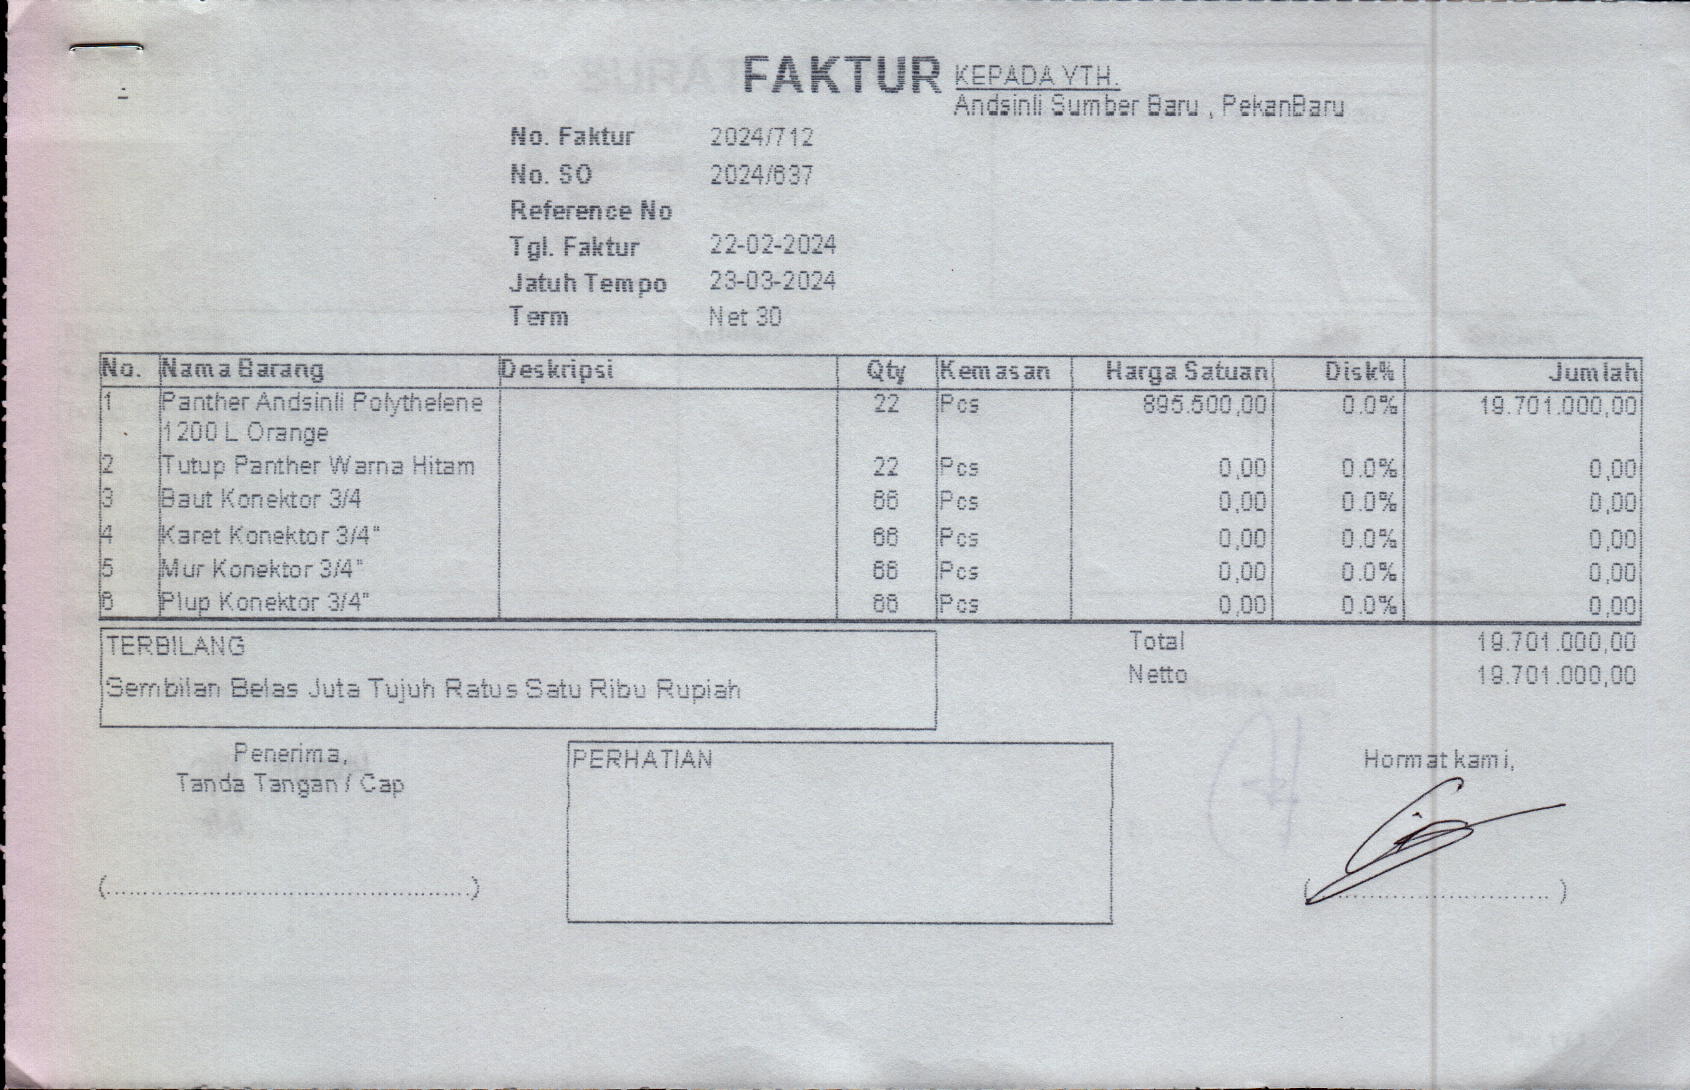 FAKTUR
KEPADA YTH.
Andsinli Sumber Baru , PekanBaru
No. Faktur 2024/712
No. SO 2024/637
Reference No
Tgl. Faktur 22-02-2024
Jatuh Tempo 23-03-2024
Term Net 30
No. Nama Barang Deskripsi Qty Kemasan Harga Satuan Disk% Jumlah
1 Panther Andsinli Polythelene 22 Pcs 895.500,00 0.0% 19.701.000,00
1200 L Orange
2 Tutup Panther Warna Hitam 22 Pcs 0,00 0.0% 0,00
3 Baut Konektor 3/4 66 Pcs 0,00 0.0% 0,00
4 Karet Konektor 3/4" 66 Pcs 0,00 0.0% 0,00
5 Mur Konektor 3/4" 66 Pcs 0,00 0.0% 0,00
6 Plup Konektor 3/4" 66 Pcs 0,00 0.0% 0,00
TERBILANG
Sembilan Belas Juta Tujuh Ratus Satu Ribu Rupiah
Total 19.701.000,00
Netto 19.701.000,00
Penerima,
Tanda Tangan / Cap
PERHATIAN
Hormat kami,